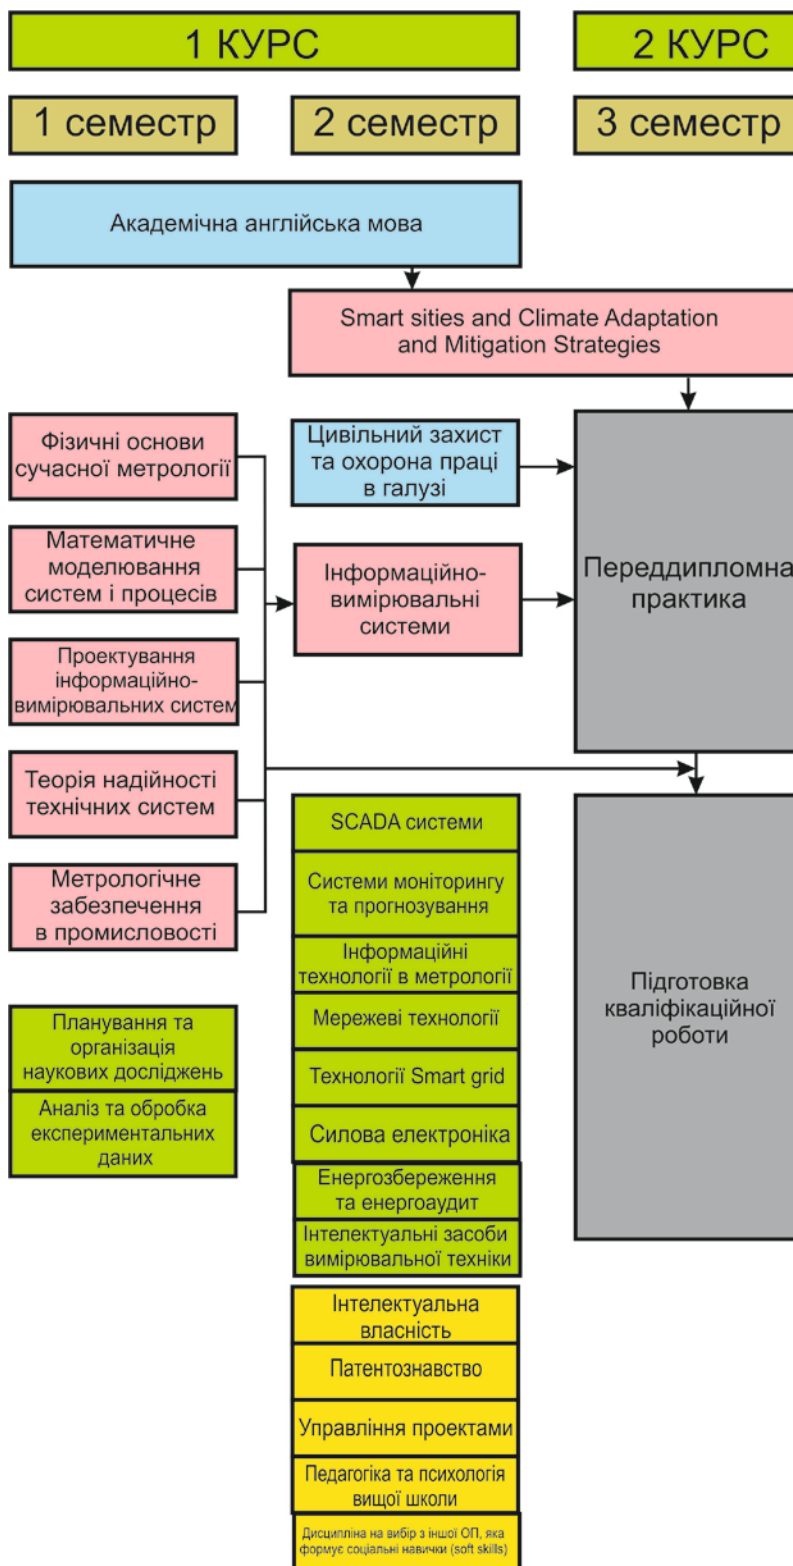 1 КУРС
2 КУРС
1 семестр
2 семестр
3 семестр
Академічна англійська мова
Smart sities and Climate Adaptation
and Mitigation Strategies
Фізичні основи
сучасної метрології
Цивільний захист
та охорона праці
в галузі
Математичне
моделювання
систем і процесів
Інформаційно-
вимірювальні
системи
Переддипломна
практика
Проектування
інформаційно-
вимірювальних систем
Теорія надійності
технічних систем
Метрологічне
забезпечення
в промисловості
Планування та
організація
наукових досліджень
Аналіз та обробка
експериментальних
даних
SCADA системи
Системи моніторингу
та прогнозування
Інформаційні
технології в метрології
Мережеві технології
Технології Smart grid
Силова електроніка
Енергозбереження
та енергоаудит
Інтелектуальні засоби
вимірювальної техніки
Підготовка
кваліфікаційної
роботи
Інтелектуальна
власність
Патентознавство
Управління проектами
Педагогіка та психологія
вищої школи
Дисципліна на вибір з іншої ОП, яка
формує соціальні навички (soft skills)